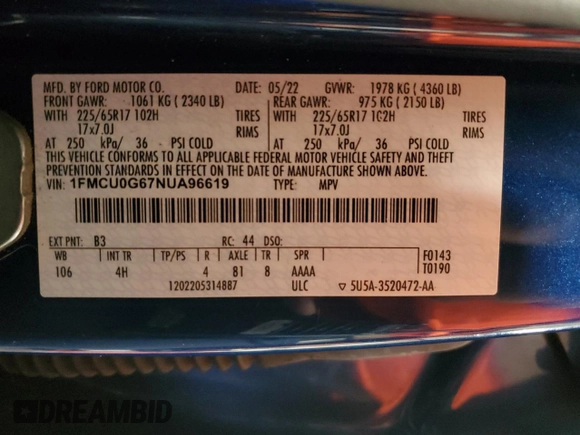 MFD. BY FORD MOTOR CO. DATE: 05/22 GVWR: 1978 KG ( 4360 LB)
FRONT GAWR: 1061 KG ( 2340 LB) REAR GAWR: 975 KG ( 2150 LB)
WITH 225/65R17 102H TIRES WITH 225/65R17 102H TIRES
17x7.0J RIMS 17x7.0J RIMS
AT 250 kPa/ 36 PSI COLD AT 250 kPa/ 36 PSI COLD
THIS VEHICLE CONFORMS TO ALL APPLICABLE FEDERAL MOTOR VEHICLE SAFETY AND THEFT
PREVENTION STANDARDS IN EFFECT ON THE DATE OF MANUFACTURE SHOWN ABOVE.
VIN: 1FMCU0G67NUA96619 TYPE: MPV
EXT PNT: B3 RC: 44 DSO:
WB INT TR TP/PS R AXLE TR SPR F0143
106 4H 4 81 8 AAAA T0190
1202205314887 ULC ▽ 5U5A-3520472-AA
DREAMBID